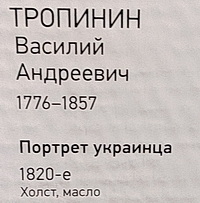 ТРОПИНИН
Василий
Андреевич
1776–1857
Портрет украинца
1820-е
Холст, масло